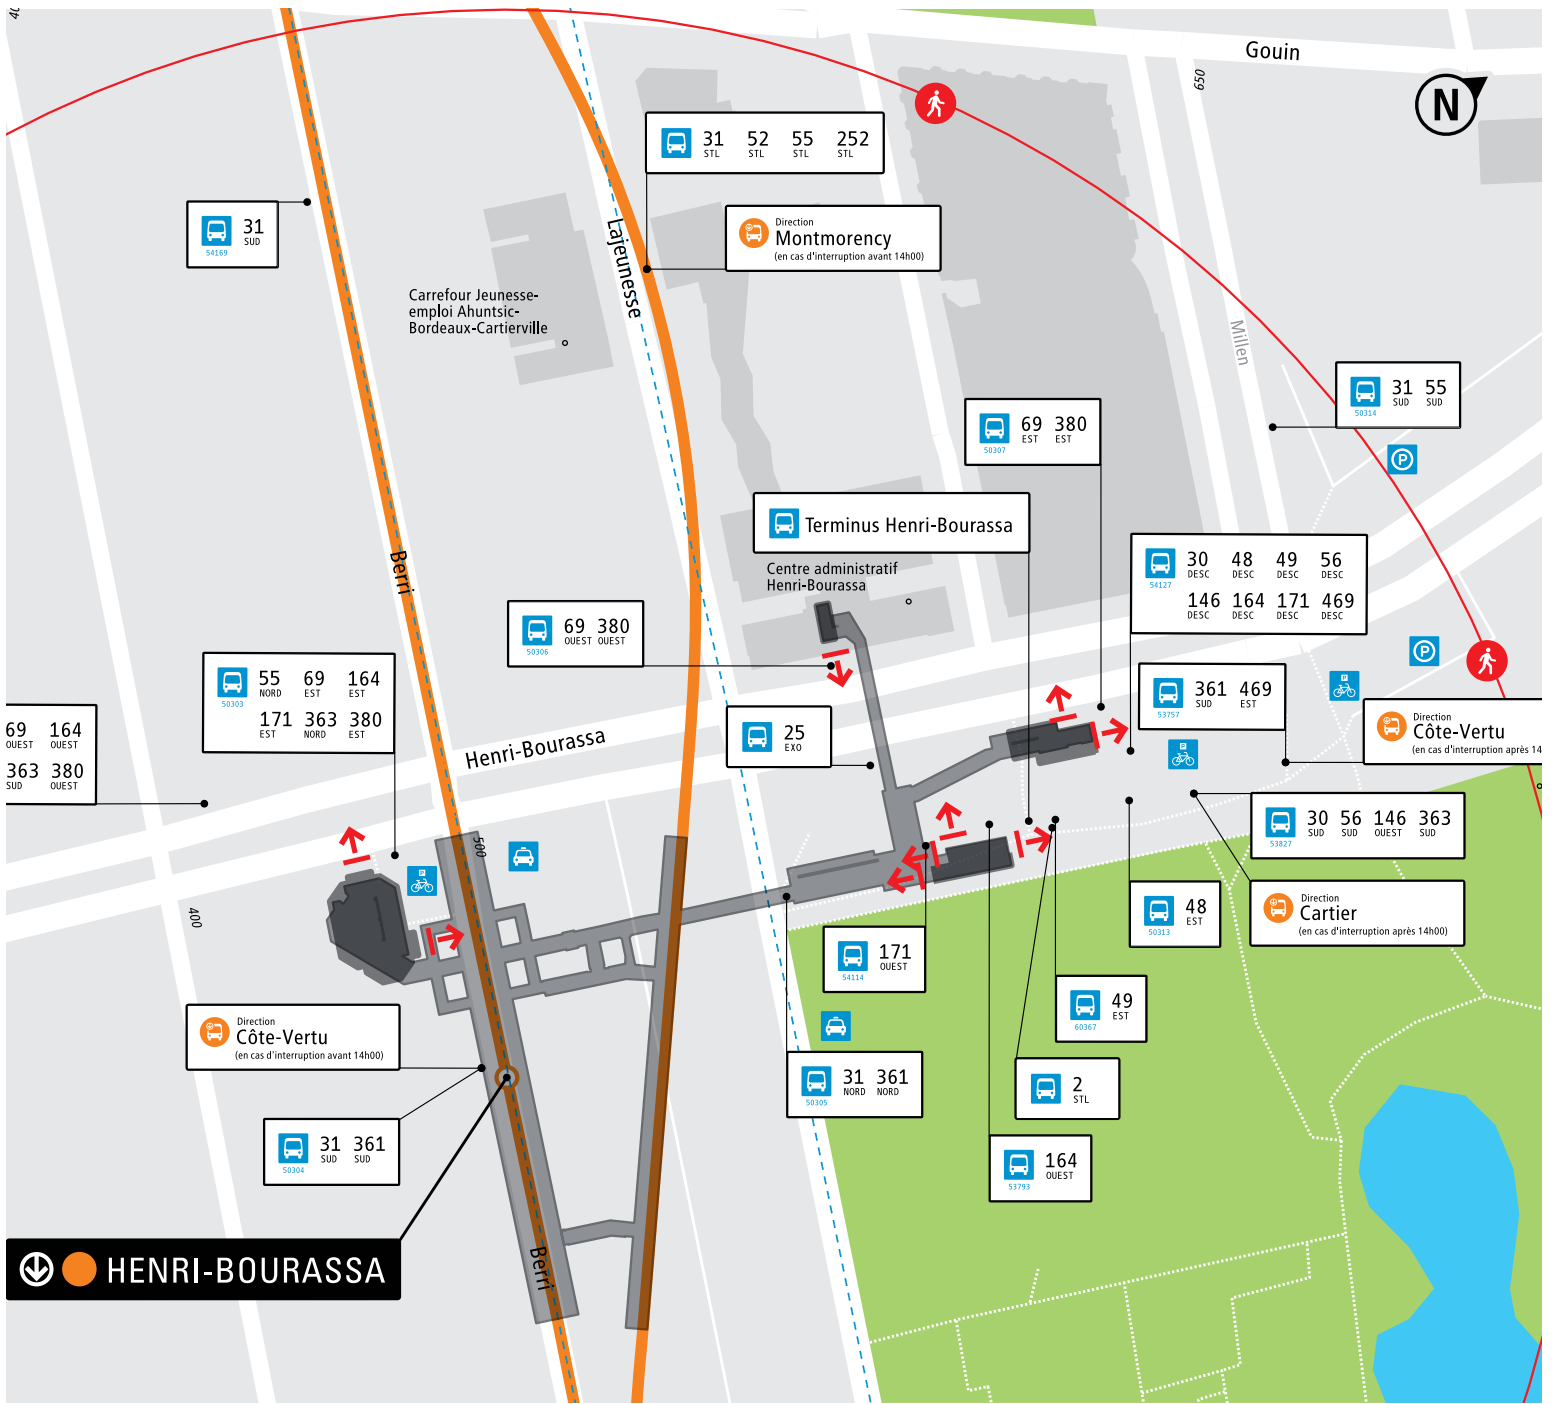 40
Gouin
650
N
31 52 55 252
STL STL STL STL
31
SUD
54169
Direction
Montmorency
(en cas d'interruption avant 14h00)
Lajeunesse
Carrefour Jeunesse-
emploi Ahuntsic-
Bordeaux-Cartierville
Millen
31 55
SUD SUD
50314
P
69 380
EST EST
50307
Terminus Henri-Bourassa
Centre administratif
Henri-Bourassa
30 48 49 56
DESC DESC DESC DESC
54127
146 164 171 469
DESC DESC DESC DESC
Berri
69 380
OUEST OUEST
50306
P
55 69 164
NORD EST EST
50303
171 363 380
EST NORD EST
361 469
SUD EST
53757
P
69 164
OUEST OUEST
363 380
SUD OUEST
Direction
Côte-Vertu
(en cas d'interruption après 14
25
EXO
Henri-Bourassa
P
30 56 146 363
SUD SUD OUEST SUD
53827
500
P
48
EST
50313
Direction
Cartier
(en cas d'interruption après 14h00)
400
171
OUEST
54114
49
EST
60367
Direction
Côte-Vertu
(en cas d'interruption avant 14h00)
31 361
NORD NORD
50305
2
STL
31 361
SUD SUD
50304
164
OUEST
53793
HENRI-BOURASSA
Berri